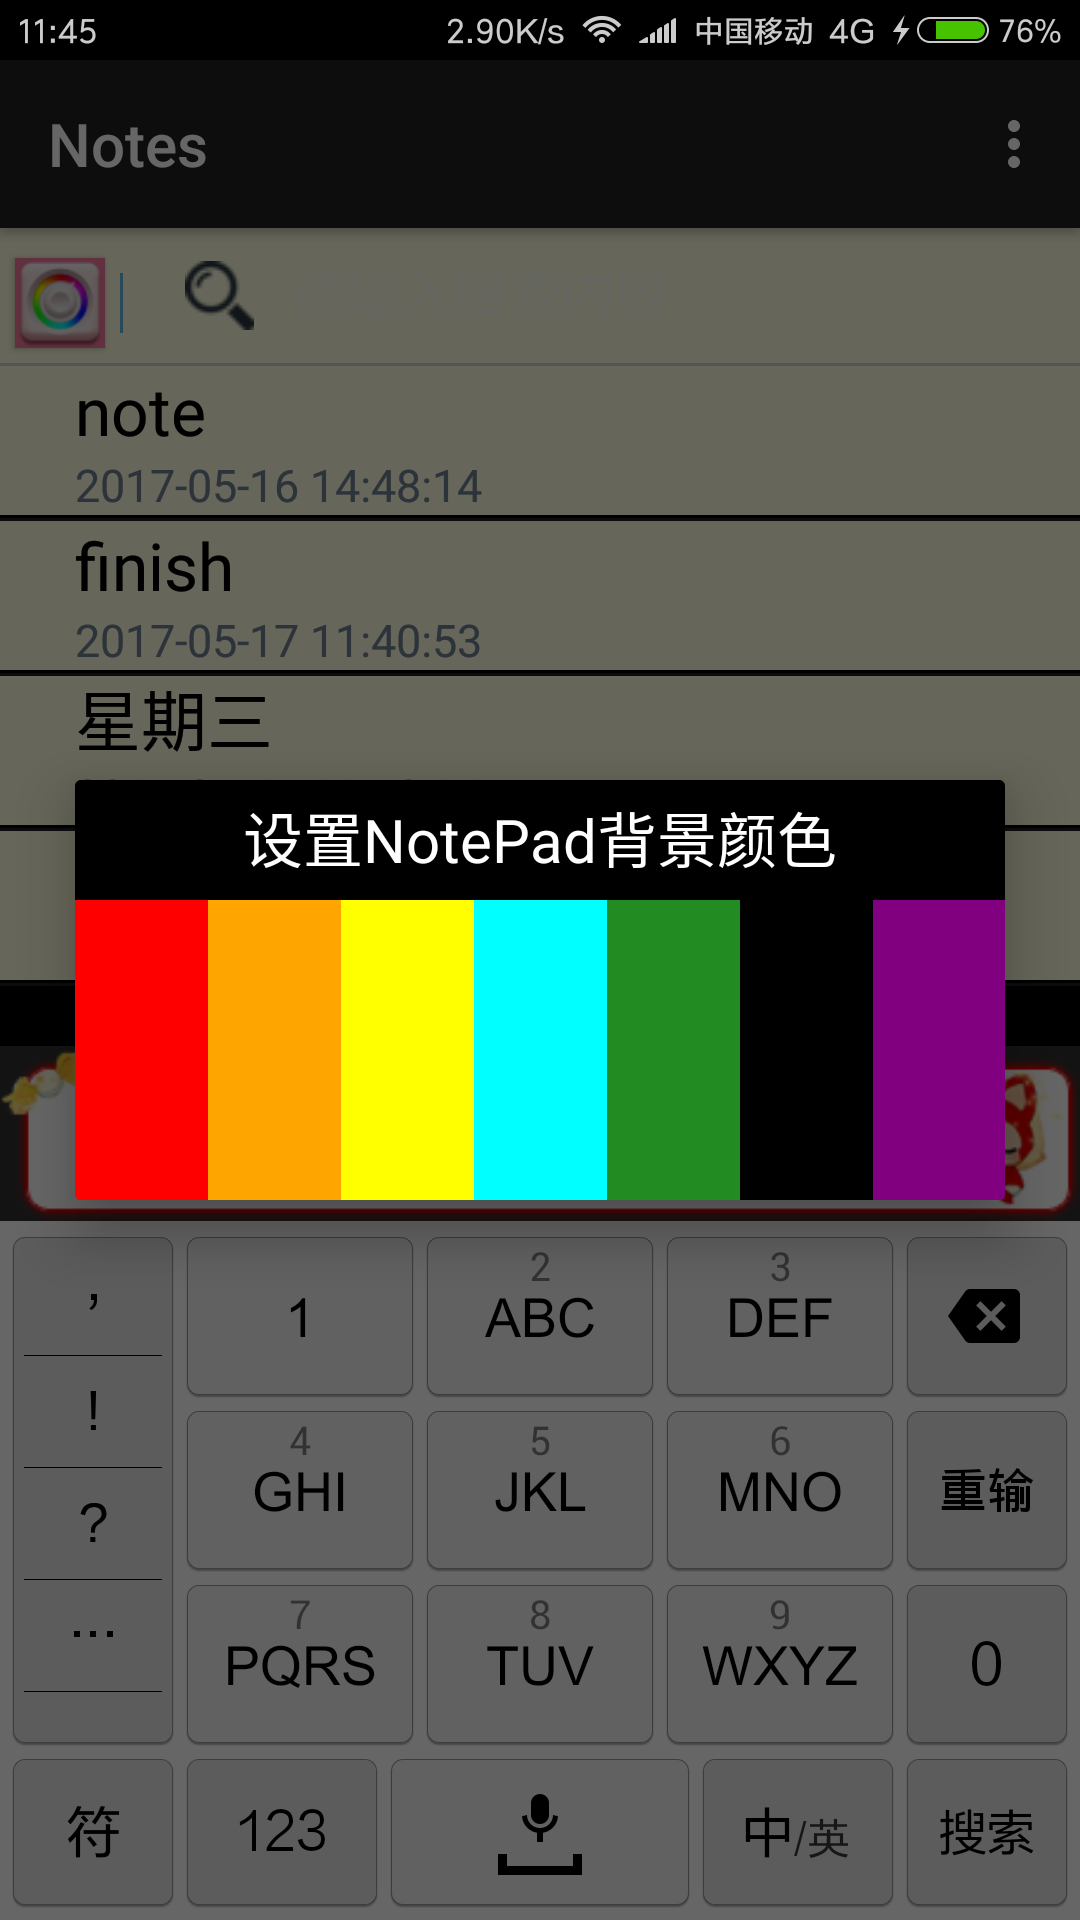 11:45 2.90K/s 中国移动 4G 76%
Notes
note
2017-05-16 14:48:14
finish
2017-05-17 11:40:53
星期三
设置NotePad背景颜色
,
!
?
...
1
2
ABC
3
DEF
4
GHI
5
JKL
6
MNO
重输
7
PQRS
8
TUV
9
WXYZ
0
符
123
中/英
搜索